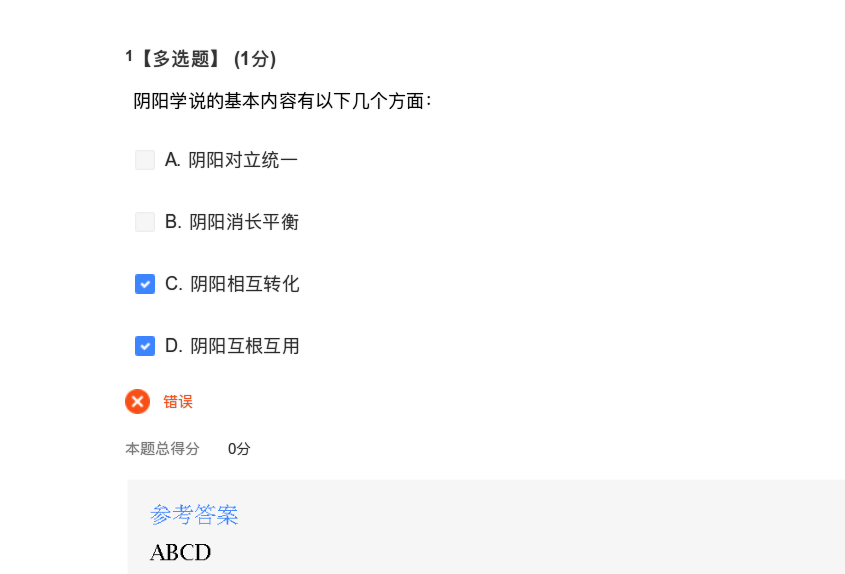 1【多选题】 (1分)
阴阳学说的基本内容有以下几个方面：
A. 阴阳对立统一
B. 阴阳消长平衡
C. 阴阳相互转化
D. 阴阳互根互用
错误
本题总得分 0分
参考答案
ABCD